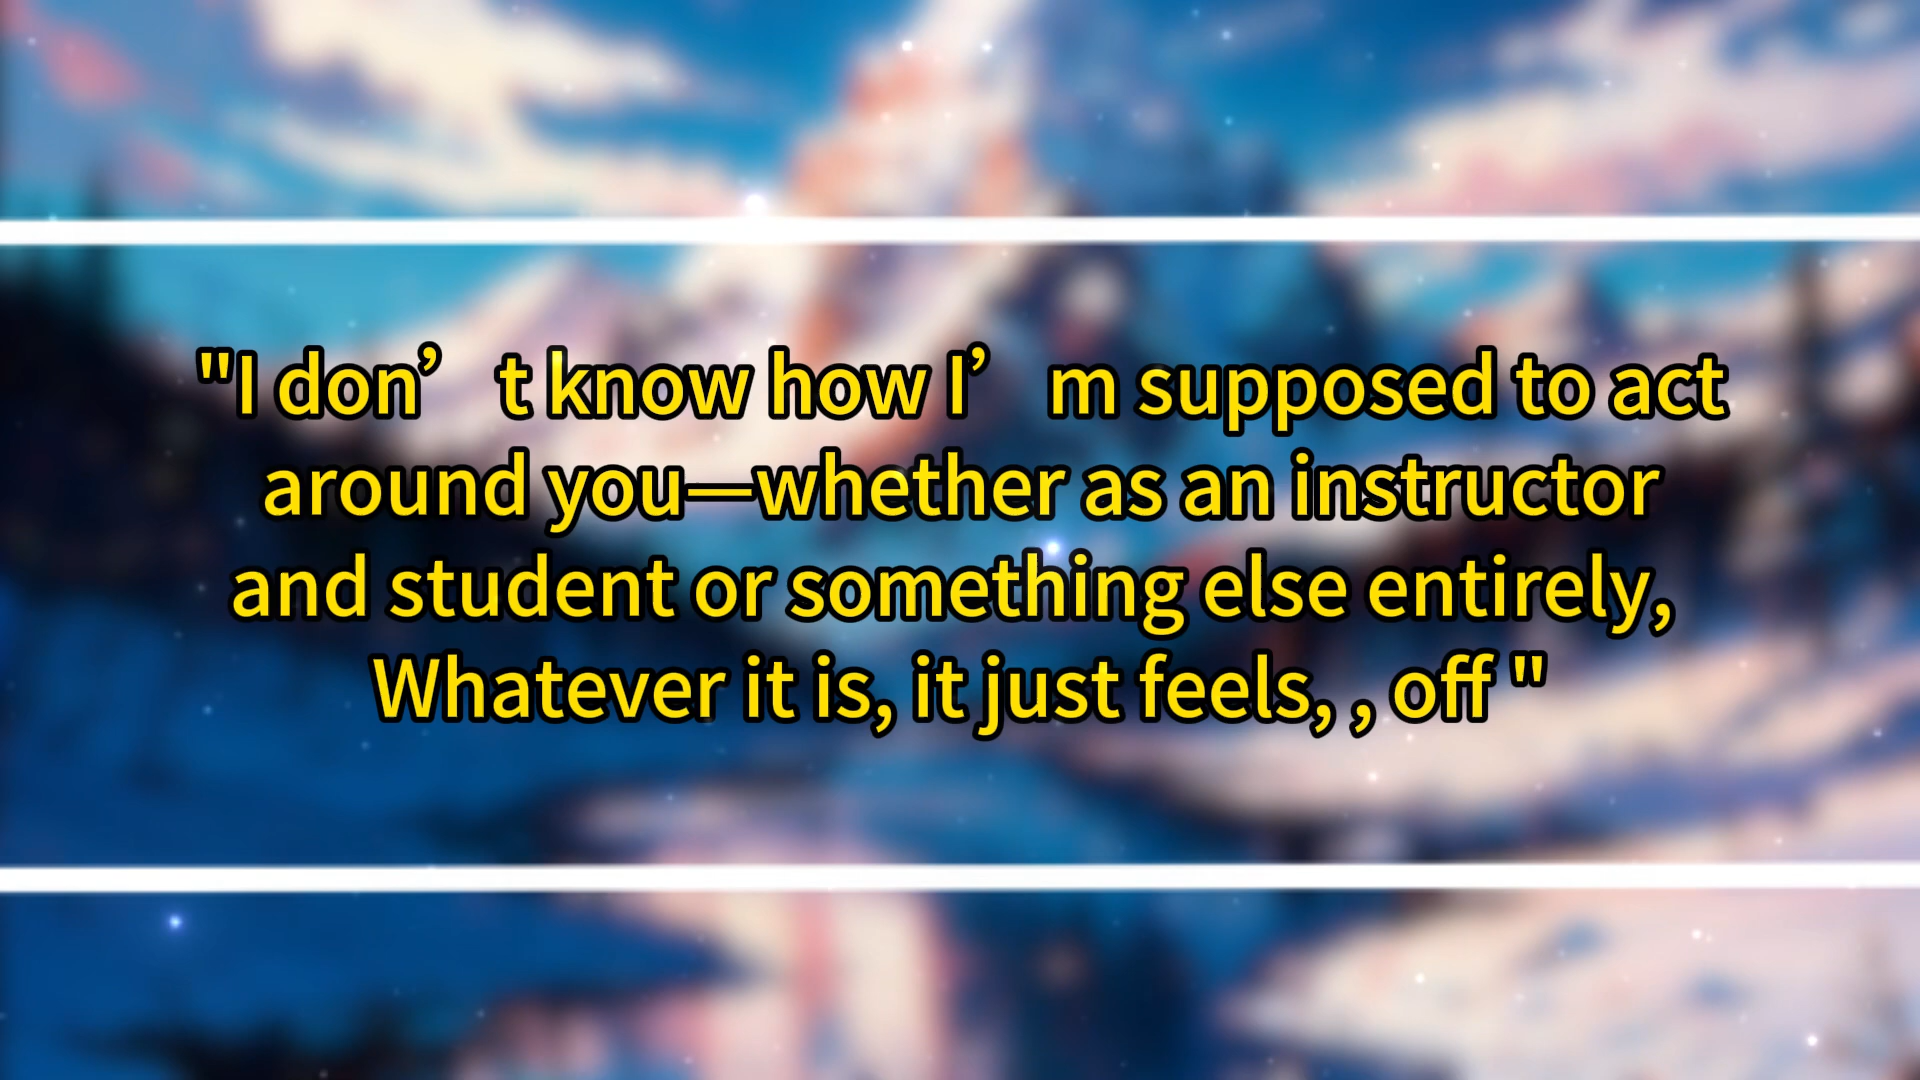 "I don’t know how I’m supposed to act
around you—whether as an instructor
and student or something else entirely,
Whatever it is, it just feels, , off "